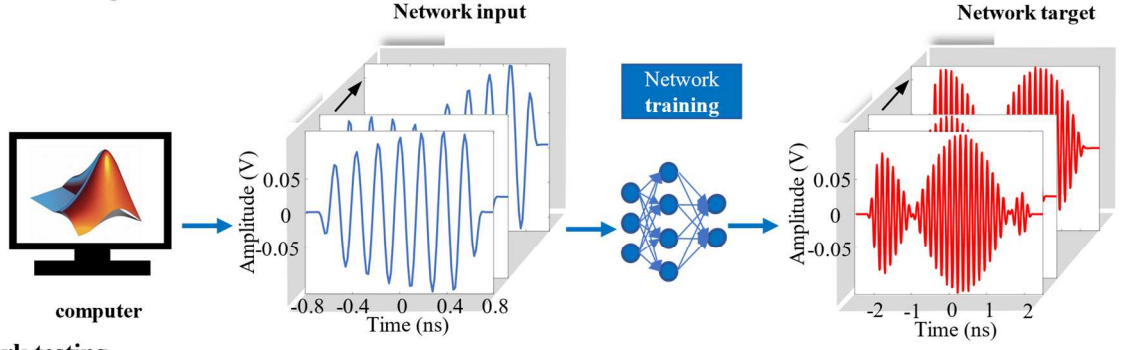 Network input
Network target
Network
training
Amplitude (V)
0.05
0
-0.05
-0.8 -0.4 0 0.4 0.8
Time (ns)
Amplitude (V)
0.05
0
-0.05
-2 -1 0 1 2
Time (ns)
computer
testing